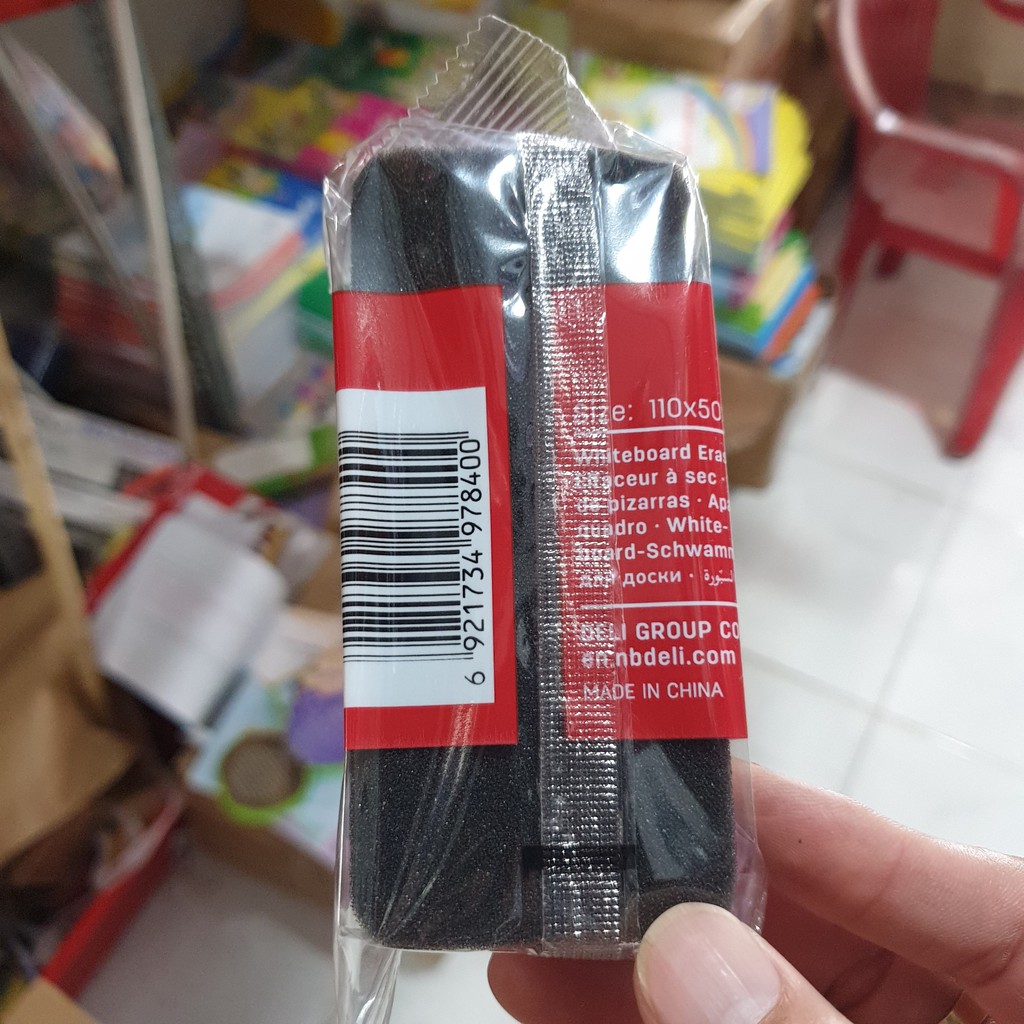 6 921734 978400
Size: 110x50
Whiteboard Eras
Effaceur à sec ·
de pizarras · Apa
quadro · White-
board-Schwamm
для доски ·
DELI GROUP CO
en.nbdeli.com
MADE IN CHINA